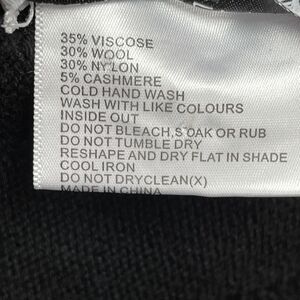 35% VISCOSE
30% WOOL
30% NYLON
5% CASHMERE
COLD HAND WASH
WASH WITH LIKE COLOURS
INSIDE OUT
DO NOT BLEACH,SOAK OR RUB
DO NOT TUMBLE DRY
RESHAPE AND DRY FLAT IN SHADE
COOL IRON
DO NOT DRYCLEAN(X)
MADE IN CHINA